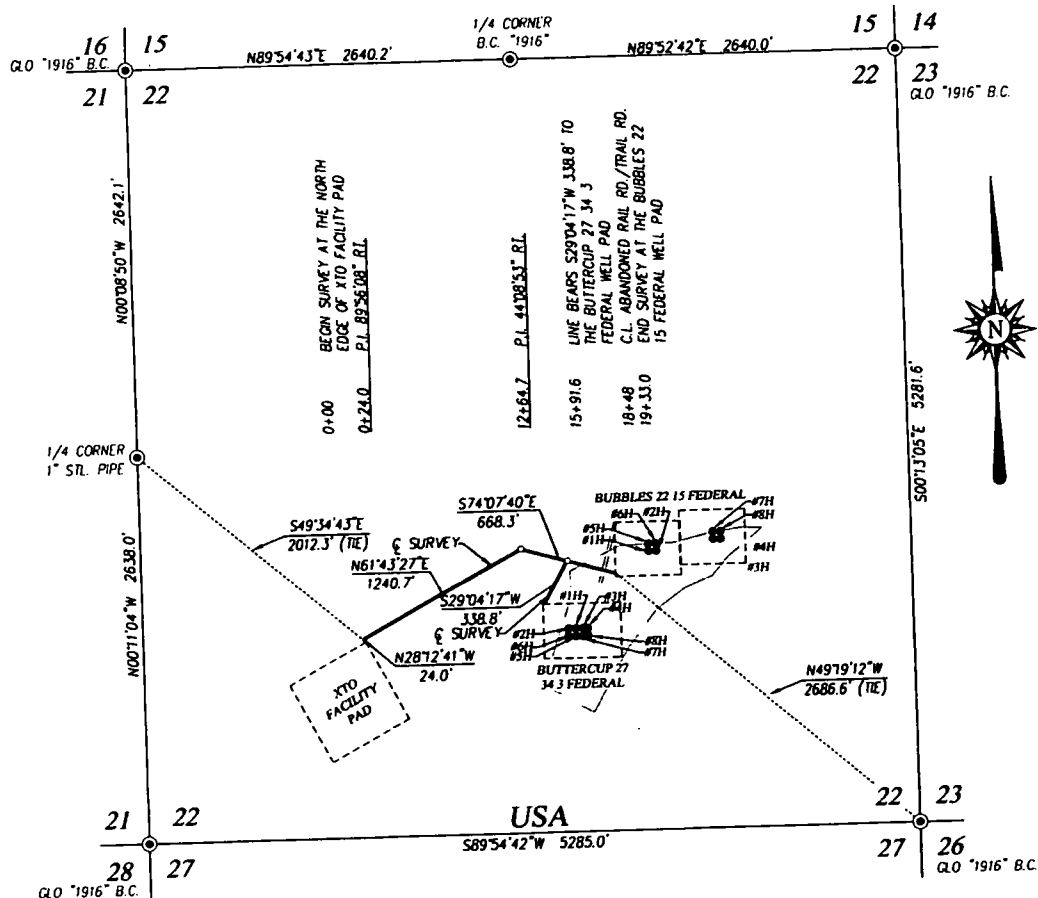 1/4 CORNER
B.C. "1916"
16 15
GLO "1916" B.C.
21 22
N89°54'43"E 2640.2'
N89°52'42"E 2640.0'
15 14
22 23
GLO "1916" B.C.
N00°08'50"W 2642.1'
0+00 BEGIN SURVEY AT THE NORTH
EDGE OF XTO FACILITY PAD
0+24.0 P.I. 89°56'08" RT.
12+64.7 P.I. 44°08'53" RT.
15+91.6 LINE BEARS S29°04'17"W 338.8' TO
THE BUTTERCUP 27 34 3
FEDERAL WELL PAD
18+48 C.L. ABANDONED RAIL RD./TRAIL RD.
19+33.0 END SURVEY AT THE BUBBLES 22
15 FEDERAL WELL PAD
N
S00°13'05"E 5281.6'
1/4 CORNER
1" STL. PIPE
S49°34'43"E
2012.3' (TIE)
N00°11'04"W 2638.0'
S74°07'40"E
668.3'
℄ SURVEY
N61°43'27"E
1240.7'
S29°04'17"W
338.8'
℄ SURVEY
N28°12'41"W
24.0'
BUBBLES 22 15 FEDERAL
#6H #2H
#5H
#1H
#7H
#8H
#4H
#3H
#1H #3H
#4H
#2H
#6H
#5H
#8H
#7H
BUTTERCUP 27
34 3 FEDERAL
XTO
FACILITY
PAD
N49°19'12"W
2686.6' (TIE)
21 22
28 27
GLO "1916" B.C.
USA
S89°54'42"W 5285.0'
22 23
27 26
GLO "1916" B.C.